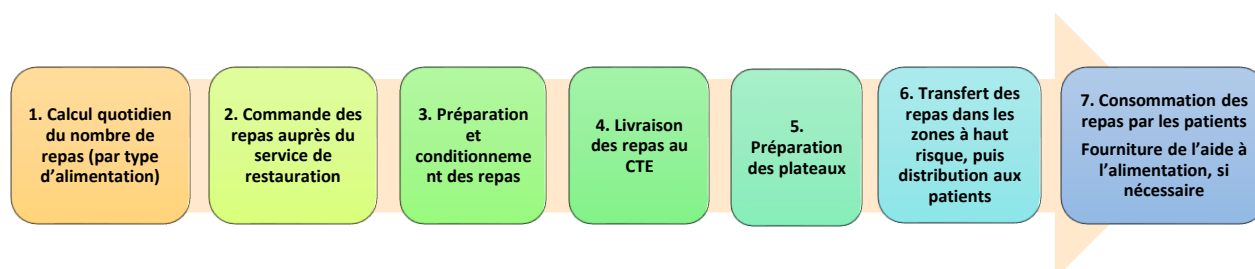 1. Calcul quotidien
du nombre de
repas (par type
d’alimentation)
2. Commande des
repas auprès du
service de
restauration
3. Préparation
et
conditionneme
nt des repas
4. Livraison
des repas au
CTE
5.
Préparation
des plateaux
6. Transfert des
repas dans les
zones à haut
risque, puis
distribution aux
patients
7. Consommation des
repas par les patients
Fourniture de l’aide à
l’alimentation, si
nécessaire